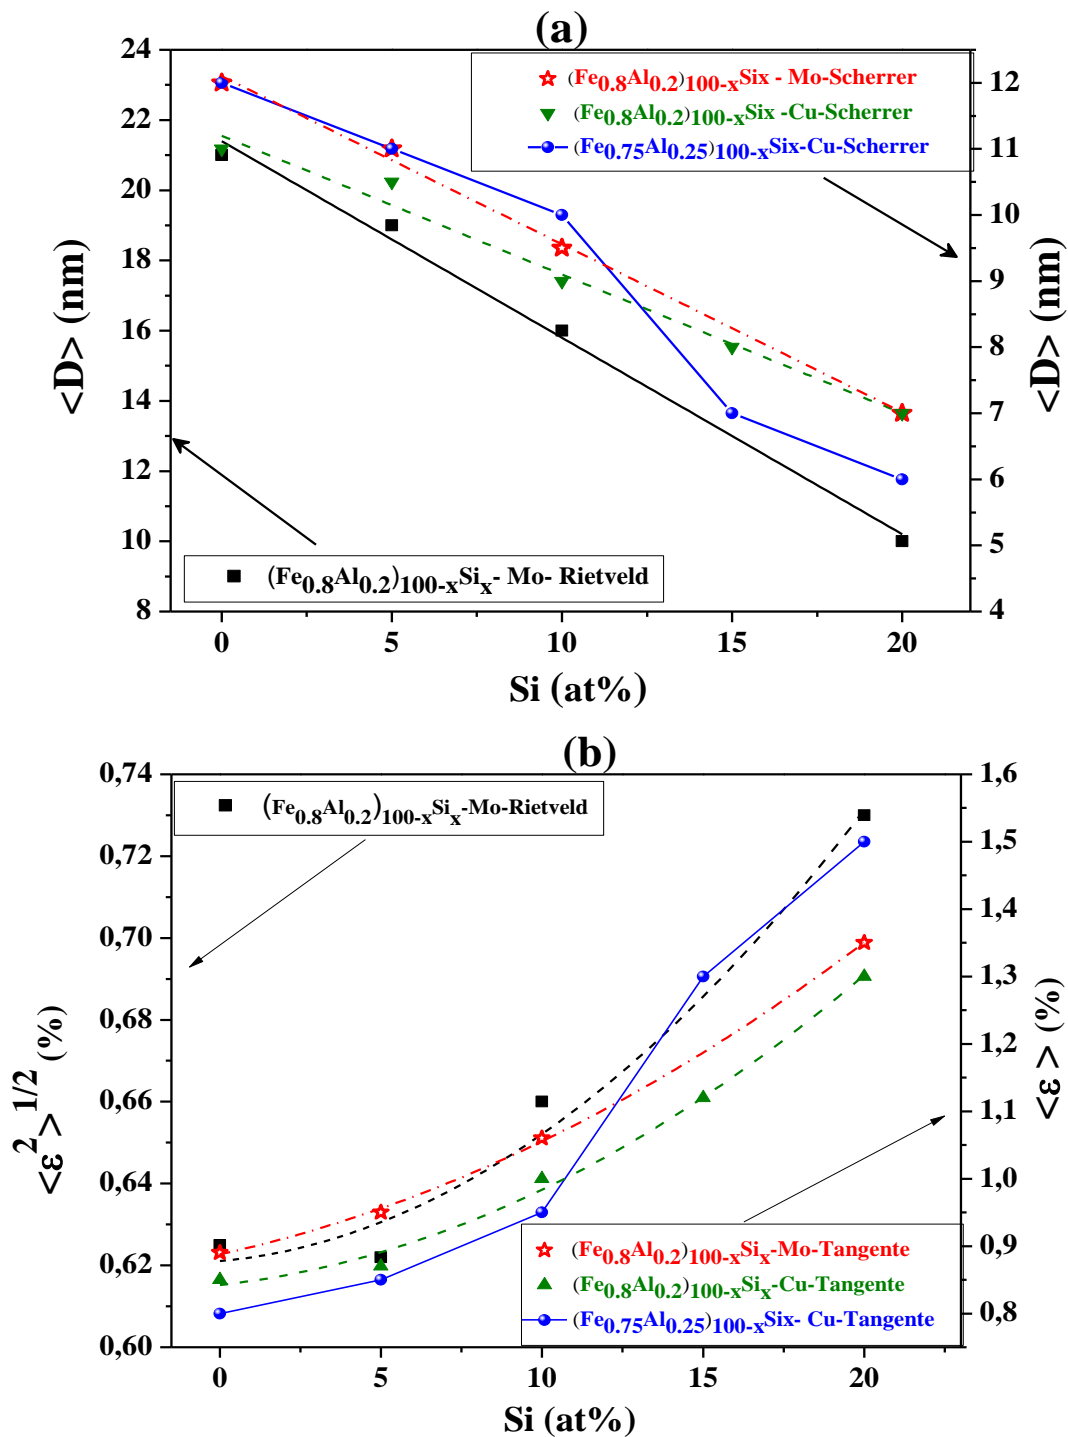 (a)
24
22
20
18
16
14
12
10
8
<D> (nm)
12
11
10
9
8
7
6
5
4
<D> (nm)
(Fe0.8Al0.2)100-xSix - Mo-Scherrer
(Fe0.8Al0.2)100-xSix -Cu-Scherrer
(Fe0.75Al0.25)100-xSix-Cu-Scherrer
(Fe0.8Al0.2)100-xSix- Mo- Rietveld
0 5 10 15 20
Si (at%)
(b)
0,74
0,72
0,70
0,68
0,66
0,64
0,62
0,60
<ε2>1/2 (%)
1,6
1,5
1,4
1,3
1,2
1,1
1,0
0,9
0,8
<ε > (%)
(Fe0.8Al0.2)100-xSix-Mo-Rietveld
(Fe0.8Al0.2)100-xSix-Mo-Tangente
(Fe0.8Al0.2)100-xSix-Cu-Tangente
(Fe0.75Al0.25)100-xSix- Cu-Tangente
0 5 10 15 20
Si (at%)